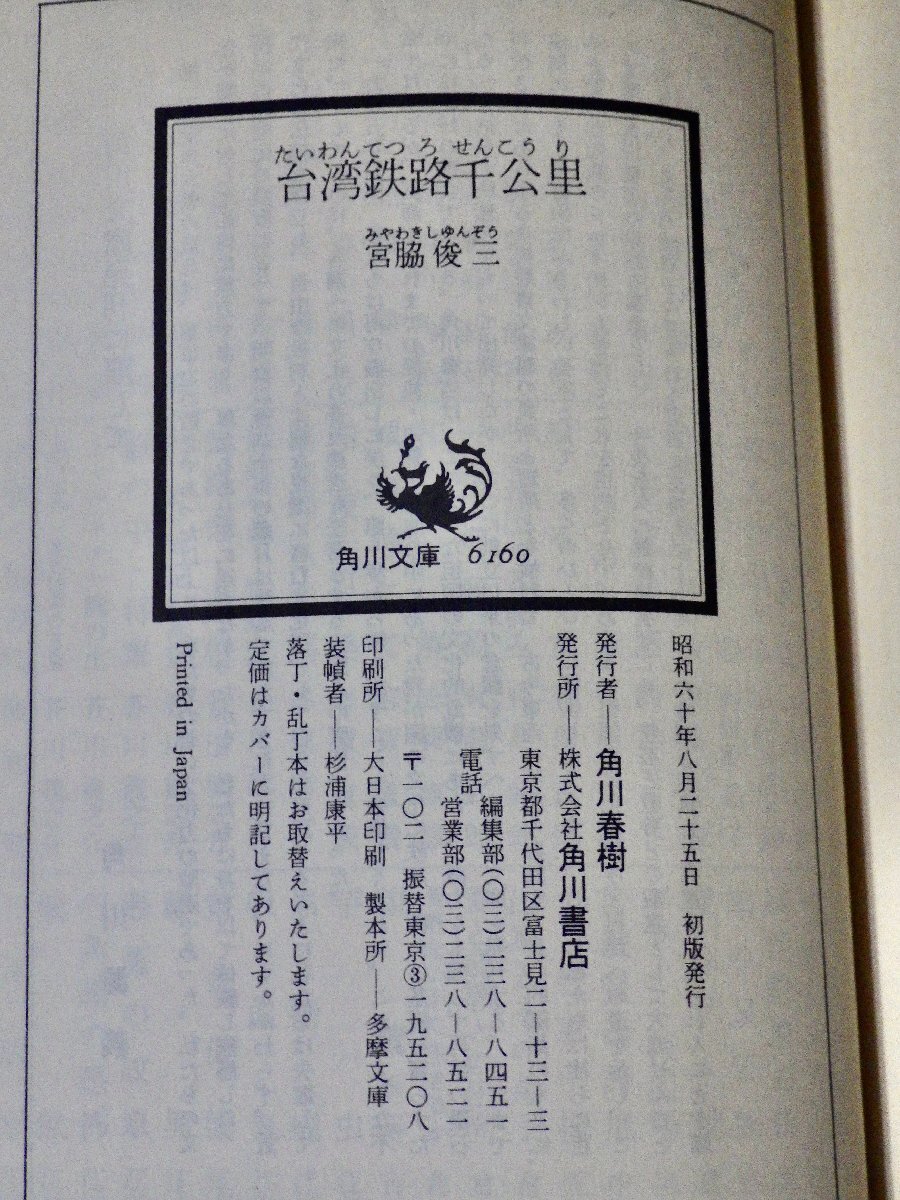 たいわんてつろせんこうり
台湾鉄路千公里
みやわきしゆんぞう
宮脇俊三
角川文庫 6160
昭和六十年八月二十五日 初版発行
発行者――角川春樹
発行所――株式会社角川書店
東京都千代田区富士見二―十三―三
電話 編集部(〇三)二三八―八四五一
営業部(〇三)二三八―八五二一
〒一〇二 振替東京③一九五二〇八
印刷所――大日本印刷 製本所――多摩文庫
装幀者――杉浦康平
落丁・乱丁本はお取替えいたします。
定価はカバーに明記してあります。
Printed in Japan